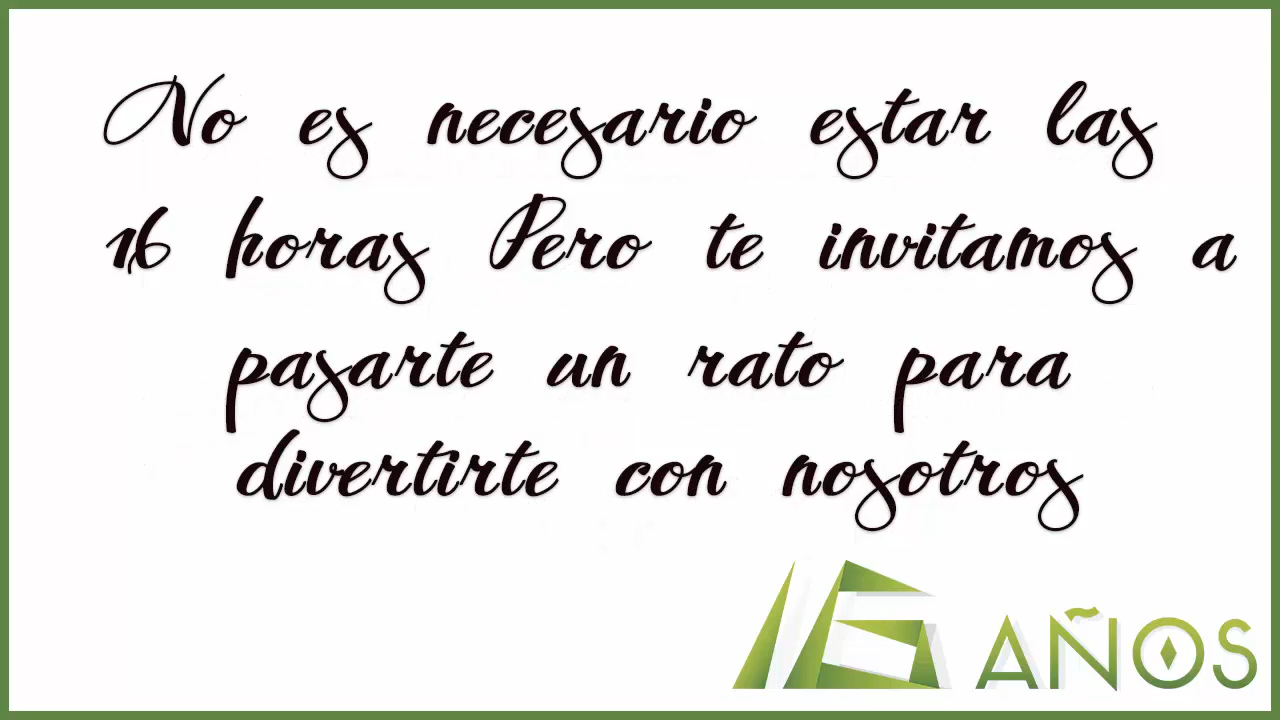 No es necesario estar las
16 horas Pero te invitamos a
pasarte un rato para
divertirte con nosotros
16 AÑOS